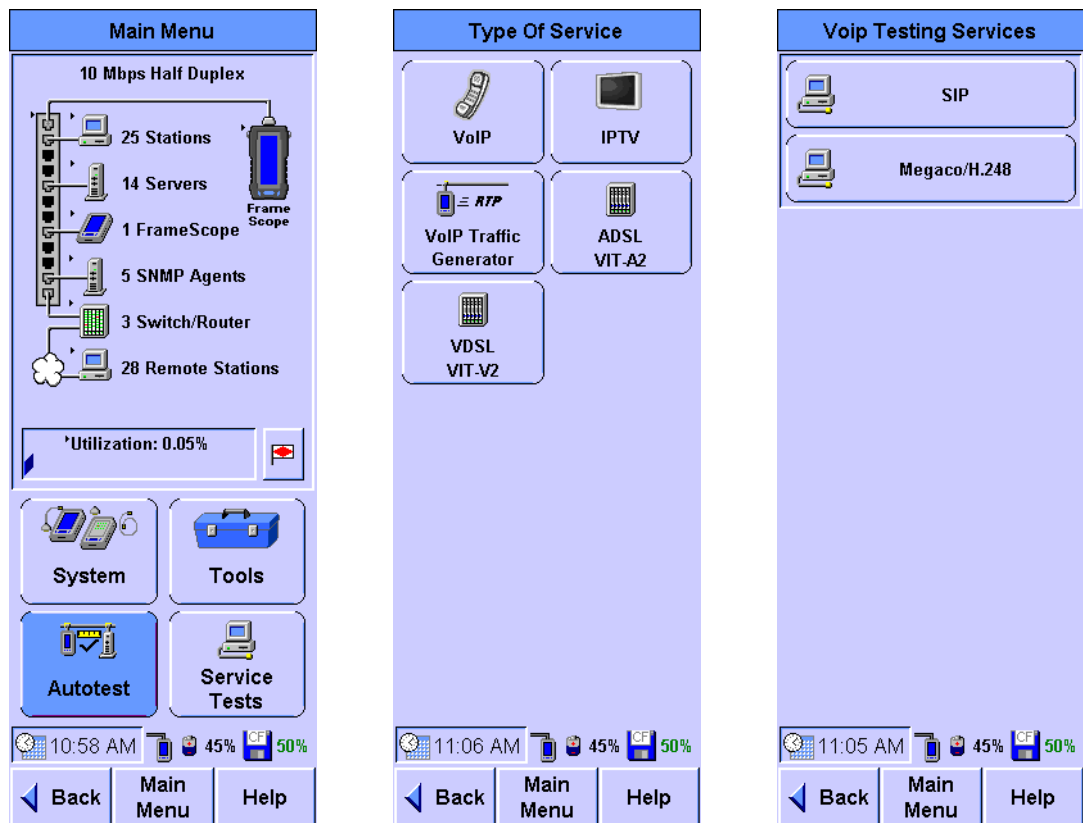 Main Menu
10 Mbps Half Duplex
25 Stations
14 Servers
Frame
Scope
1 FrameScope
5 SNMP Agents
3 Switch/Router
28 Remote Stations
Utilization: 0.05%
System
Tools
Autotest
Service
Tests
10:58 AM
45%
CF
50%
Back
Main
Menu
Help
Type Of Service
VoIP
IPTV
RTP
VoIP Traffic
Generator
ADSL
VIT-A2
VDSL
VIT-V2
11:06 AM
45%
CF
50%
Back
Main
Menu
Help
Voip Testing Services
SIP
Megaco/H.248
11:05 AM
45%
CF
50%
Back
Main
Menu
Help